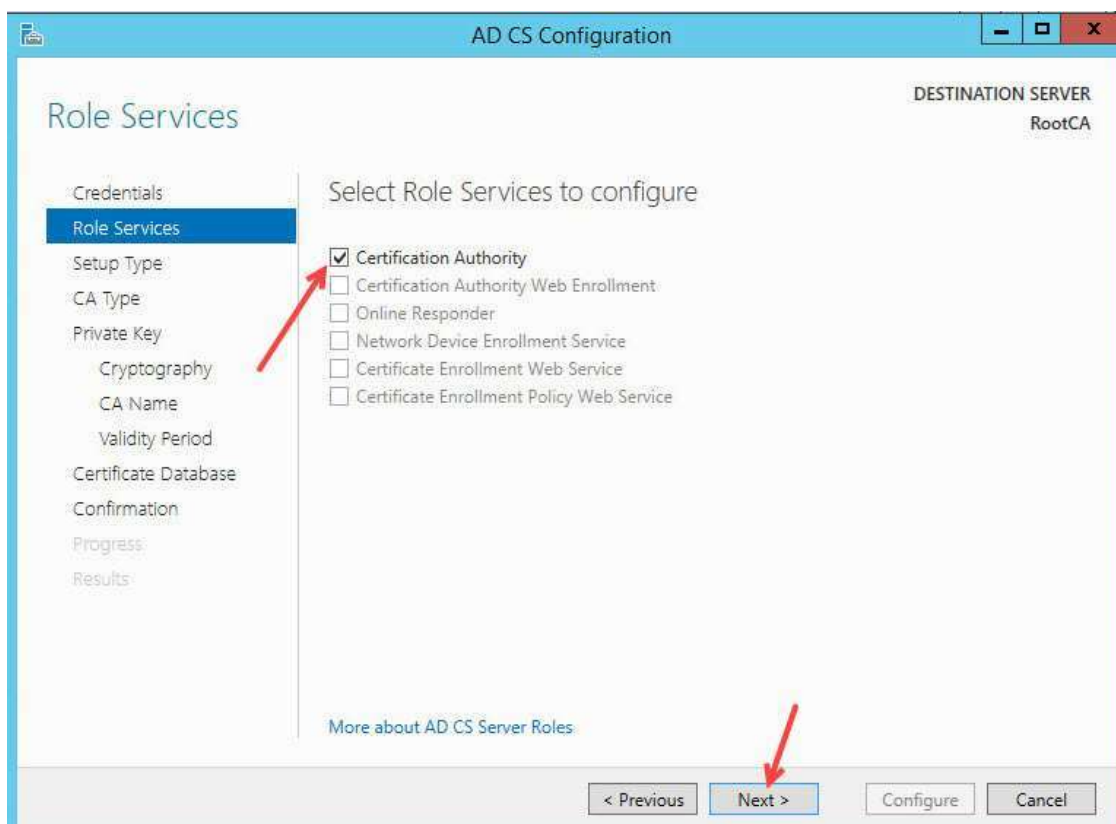 AD CS Configuration
Role Services
DESTINATION SERVER
RootCA
Credentials
Role Services
Setup Type
CA Type
Private Key
Cryptography
CA Name
Validity Period
Certificate Database
Confirmation
Progress
Results
Select Role Services to configure
Certification Authority
Certification Authority Web Enrollment
Online Responder
Network Device Enrollment Service
Certificate Enrollment Web Service
Certificate Enrollment Policy Web Service
More about AD CS Server Roles
< Previous
Next >
Configure
Cancel